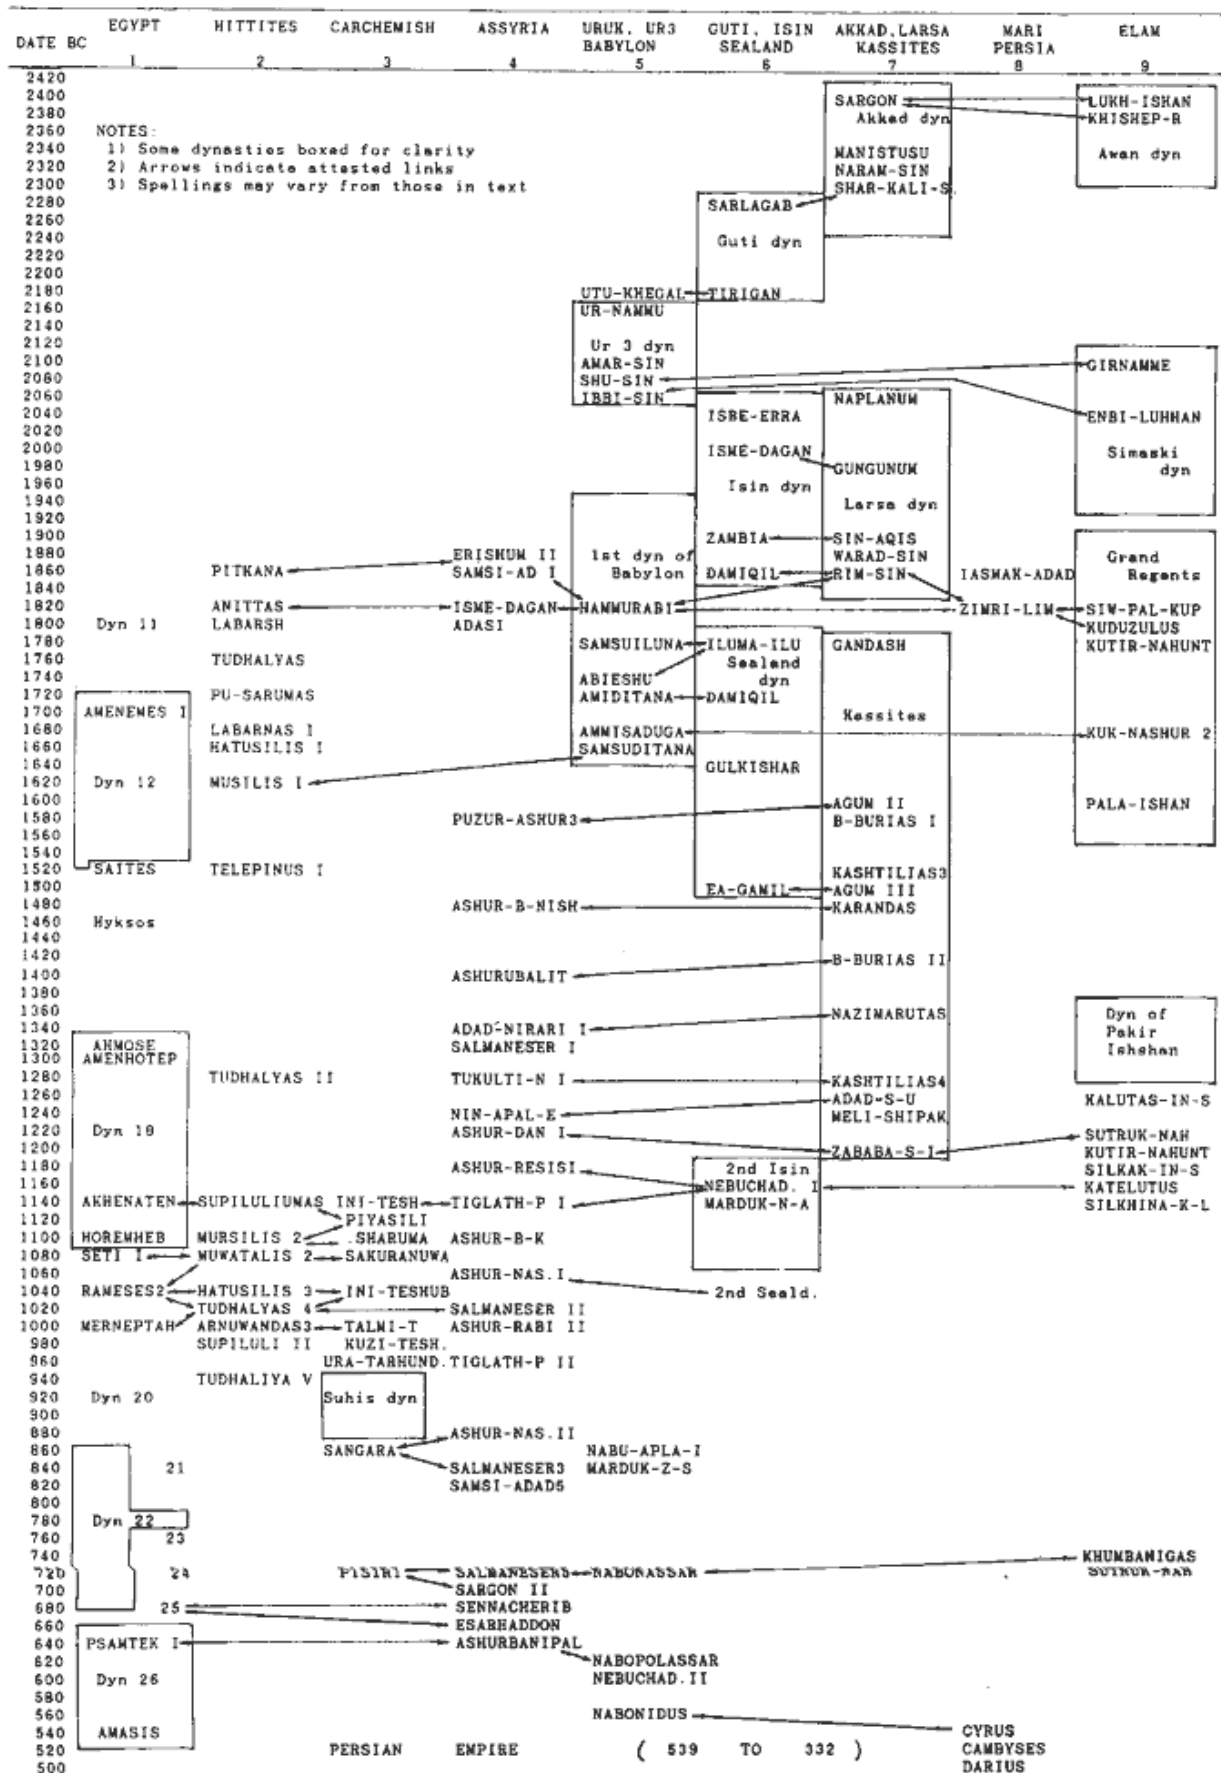 EGYPT HITTITES CARCHEMISH ASSYRIA URUK, UR3 GUTI, ISIN AKKAD,LARSA MARI ELAM
DATE BC BABYLON SEALAND KASSITES PERSIA
1 2 3 4 5 6 7 8 9
2420
2400 SARGON LUKH-ISHAN
2380 Akkad dyn KHISHEP-R
2360 NOTES:
2340 1) Some dynasties boxed for clarity MANISTUSU Awan dyn
2320 2) Arrows indicate attested links NARAM-SIN
2300 3) Spellings may vary from those in text SHAR-KALI-S.
2280 SARLAGAB
2260
2240 Guti dyn
2220
2200
2180 UTU-KHEGAL TIRIGAN
2160 UR-NAMMU
2140
2120 Ur 3 dyn
2100 AMAR-SIN GIRNAMME
2080 SHU-SIN
2060 IBBI-SIN NAPLANUM
2040 ISBE-ERRA ENBI-LUHHAN
2020
2000 ISME-DAGAN Simaski
1980 GUNGUNUM dyn
1960 Isin dyn
1940 Larsa dyn
1920
1900 ZAMBIA SIN-AQIS
1880 ERISHUM II 1st dyn of WARAD-SIN Grand
1860 PITKANA SAMSI-AD I Babylon DAMIQIL RIM-SIN IASMAK-ADAD Regents
1840
1820 ANITTAS ISME-DAGAN HAMMURABI ZIMRI-LIM SIW-PAL-KUP
1800 Dyn 11 LABARSH ADASI KUDUZULUS
1780 SAMSUILUNA ILUMA-ILU GANDASH KUTIR-NAHUNT
1760 TUDHALYAS Sealand
1740 ABIESHU dyn
1720 PU-SARUMAS AMIDITANA DAMIQIL
1700 AMENEMES I Kassites
1680 LABARNAS I AMMISADUGA KUK-NASHUR 2
1660 HATUSILIS I SAMSUDITANA
1640 GULKISHAR
1620 Dyn 12 MUSILIS I
1600 AGUM II PALA-ISHAN
1580 PUZUR-ASHUR3 B-BURIAS I
1560
1540
1520 SAITES TELEPINUS I KASHTILIAS3
1500 EA-GAMIL AGUM III
1480 ASHUR-B-NISH KARANDAS
1460 Hyksos
1440
1420 B-BURIAS II
1400 ASHURUBALIT
1380
1360 NAZIMARUTAS Dyn of
1340 ADAD-NIRARI I Pakir
1320 AHMOSE SALMANESER I Ishshan
1300 AMENHOTEP
1280 TUDHALYAS II TUKULTI-N I KASHTILIAS4
1260 ADAD-S-U KALUTAS-IN-S
1240 NIN-APAL-E MELI-SHIPAK
1220 Dyn 18 ASHUR-DAN I SUTRUK-NAH
1200 ZABABA-S-I KUTIR-NAHUNT
1180 ASHUR-RESISI 2nd Isin SILKAK-IN-S
1160 NEBUCHAD. I KATELUTUS
1140 AKHENATEN SUPILULIUMAS INI-TESH TIGLATH-P I MARDUK-N-A SILKHINA-K-L
1120 PIYASILI
1100 HOREMHEB MURSILIS 2 .SHARUMA ASHUR-B-K
1080 SETI I MUWATALIS 2 SAKURANUWA
1060 ASHUR-NAS.I
1040 RAMESES2 HATUSILIS 3 INI-TESHUB 2nd Seald.
1020 TUDHALYAS 4 SALMANESER II
1000 MERNEPTAH ARNUWANDAS3 TALMI-T ASHUR-RABI II
980 SUPILULI II KUZI-TESH.
960 URA-TARHUND. TIGLATH-P II
940 TUDHALIYA V
920 Dyn 20 Suhis dyn
900
880 ASHUR-NAS.II
860 SANGARA NABU-APLA-I
840 21 SALMANESER3 MARDUK-Z-S
820 SAMSI-ADAD5
800
780 Dyn 22
760 23
740 KHUMBANIGAS
720 24 PISIRI SALMANESER5 NABONASSAR SUTRUR-NAH
700 SARGON II
680 25 SENNACHERIB
660 ESARHADDON
640 PSAMTEK I ASHURBANIPAL
620 NABOPOLASSAR
600 Dyn 26 NEBUCHAD.II
580
560 NABONIDUS
540 AMASIS CYRUS
520 PERSIAN EMPIRE ( 539 TO 332 ) CAMBYSES
500 DARIUS